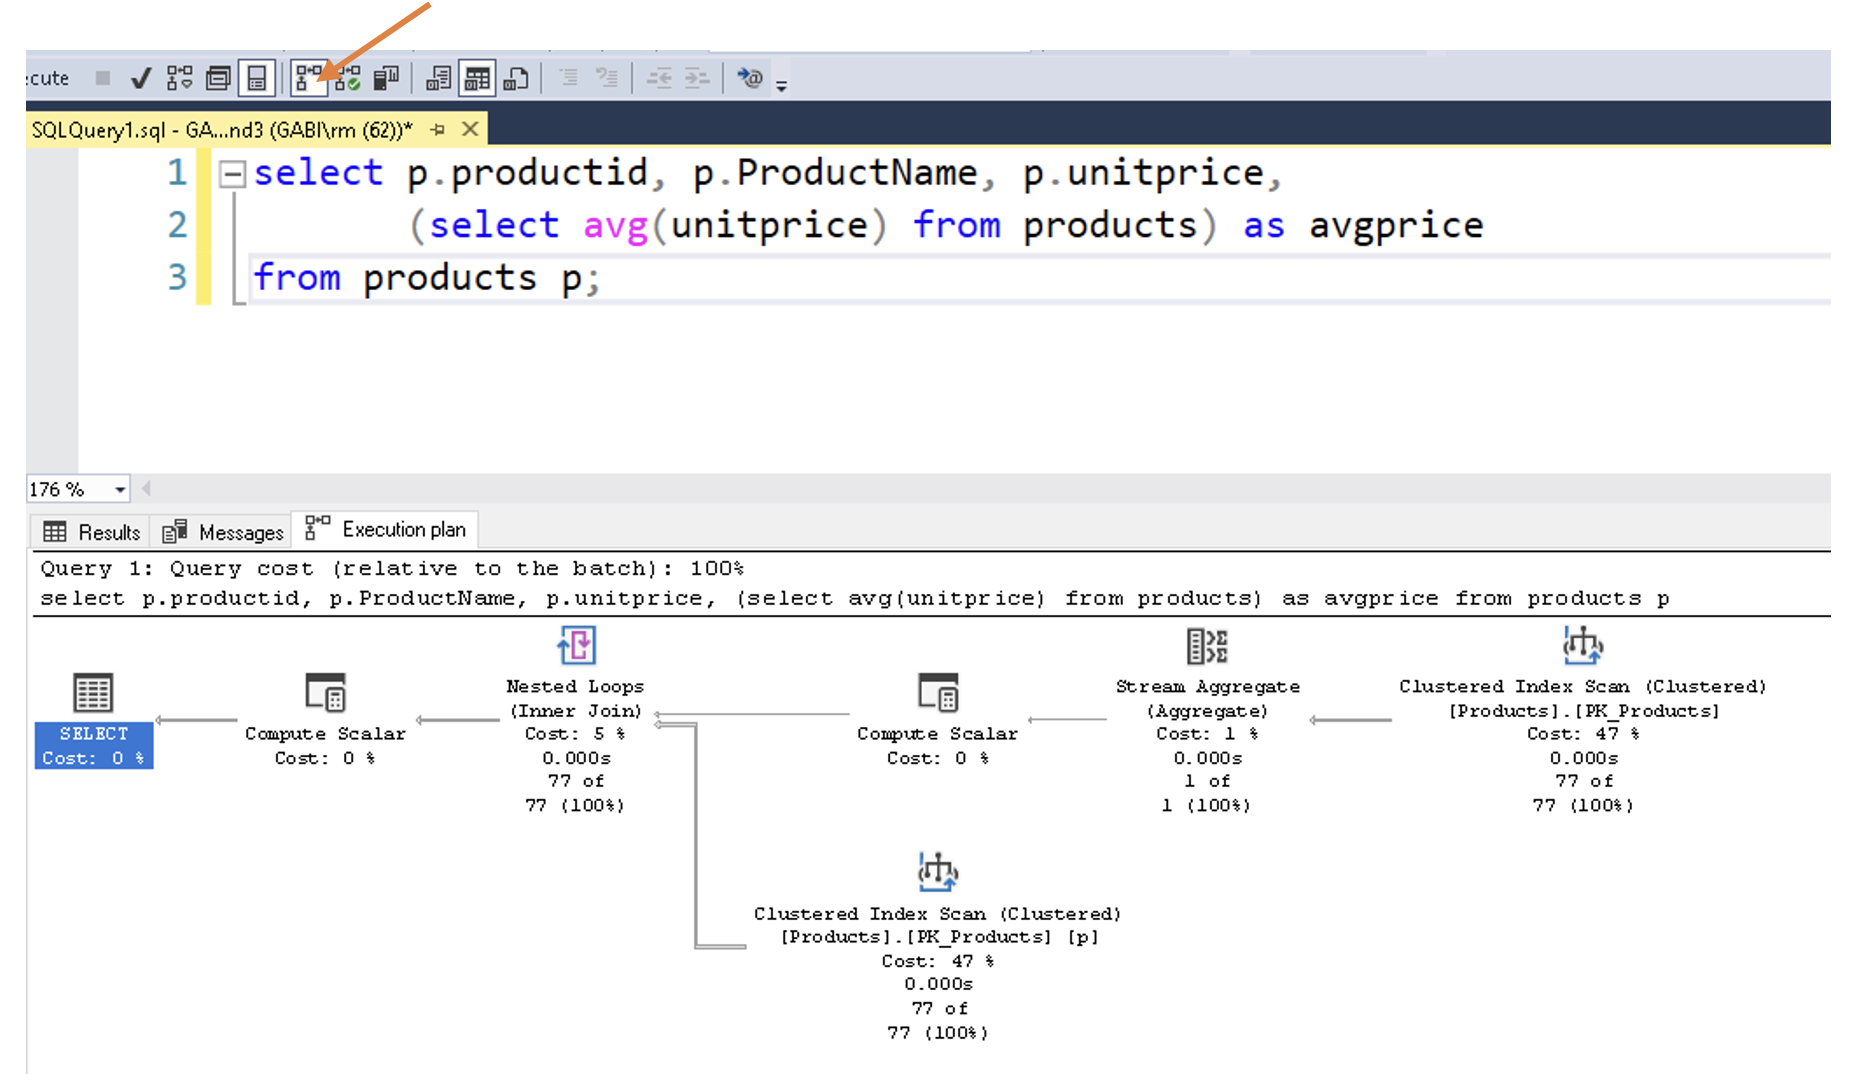 cute
SQLQuery1.sql - GA...nd3 (GABI\rm (62))*
1 select p.productid, p.ProductName, p.unitprice,
2 (select avg(unitprice) from products) as avgprice
3 from products p;
176 %
Results Messages Execution plan
Query 1: Query cost (relative to the batch): 100%
select p.productid, p.ProductName, p.unitprice, (select avg(unitprice) from products) as avgprice from products p
SELECT
Cost: 0 %
Compute Scalar
Cost: 0 %
Nested Loops
(Inner Join)
Cost: 5 %
0.000s
77 of
77 (100%)
Compute Scalar
Cost: 0 %
Stream Aggregate
(Aggregate)
Cost: 1 %
0.000s
1 of
1 (100%)
Clustered Index Scan (Clustered)
[Products].[PK_Products]
Cost: 47 %
0.000s
77 of
77 (100%)
Clustered Index Scan (Clustered)
[Products].[PK_Products] [p]
Cost: 47 %
0.000s
77 of
77 (100%)